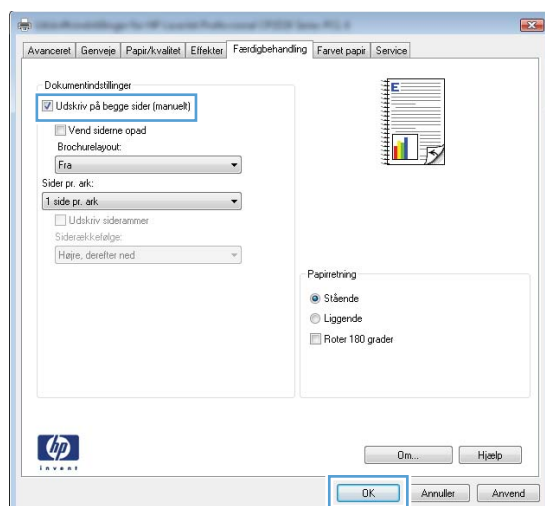 Avanceret Genveje Papir/kvalitet Effekter Færdigbehandling Farvet papir Service
Dokumentindstillinger
Udskriv på begge sider (manuelt)
Vend siderne opad
Brochurelayout:
Fra
Sider pr. ark:
1 side pr. ark
Udskriv siderammer
Siderækkefølge:
Højre, derefter ned
E
Papirretning
Stående
Liggende
Roter 180 grader
hp
invent
Om... Hjælp
OK Annuller Anvend